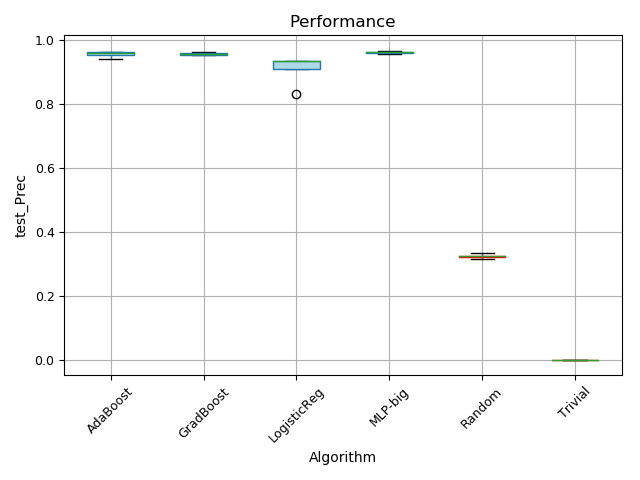 Performance
1.0
0.8
0.6
0.4
0.2
0.0
test_Prec
AdaBoost
GradBoost
LogisticReg
MLP-big
Random
Trivial
Algorithm